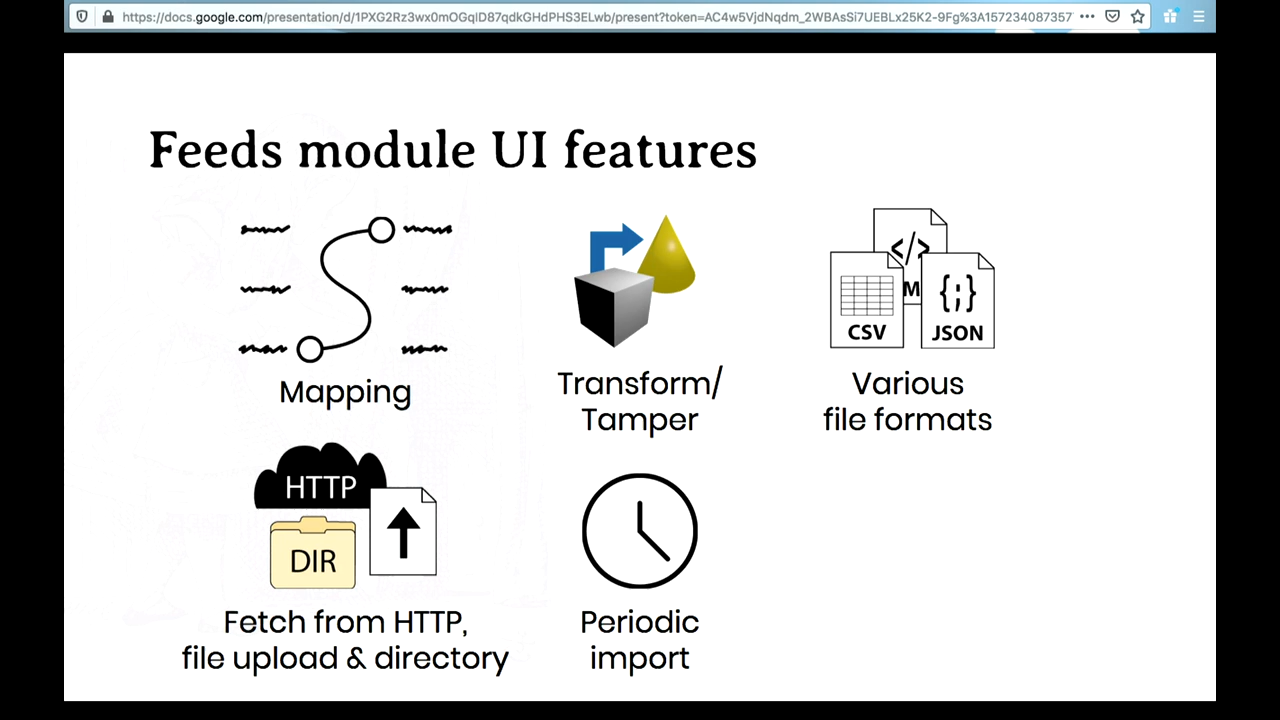 https://docs.google.com/presentation/d/1PXG2Rz3wx0mOGqlD87qdkGHdPHS3ELwb/present?token=AC4w5VjdNqdm_2WBAsSi7UEBLx25K2-9Fg%3A157234087357
Feeds module UI features
Mapping
Transform/
Tamper
</>
M
CSV
{;}
JSON
Various
file formats
HTTP
DIR
Fetch from HTTP,
file upload & directory
Periodic
import